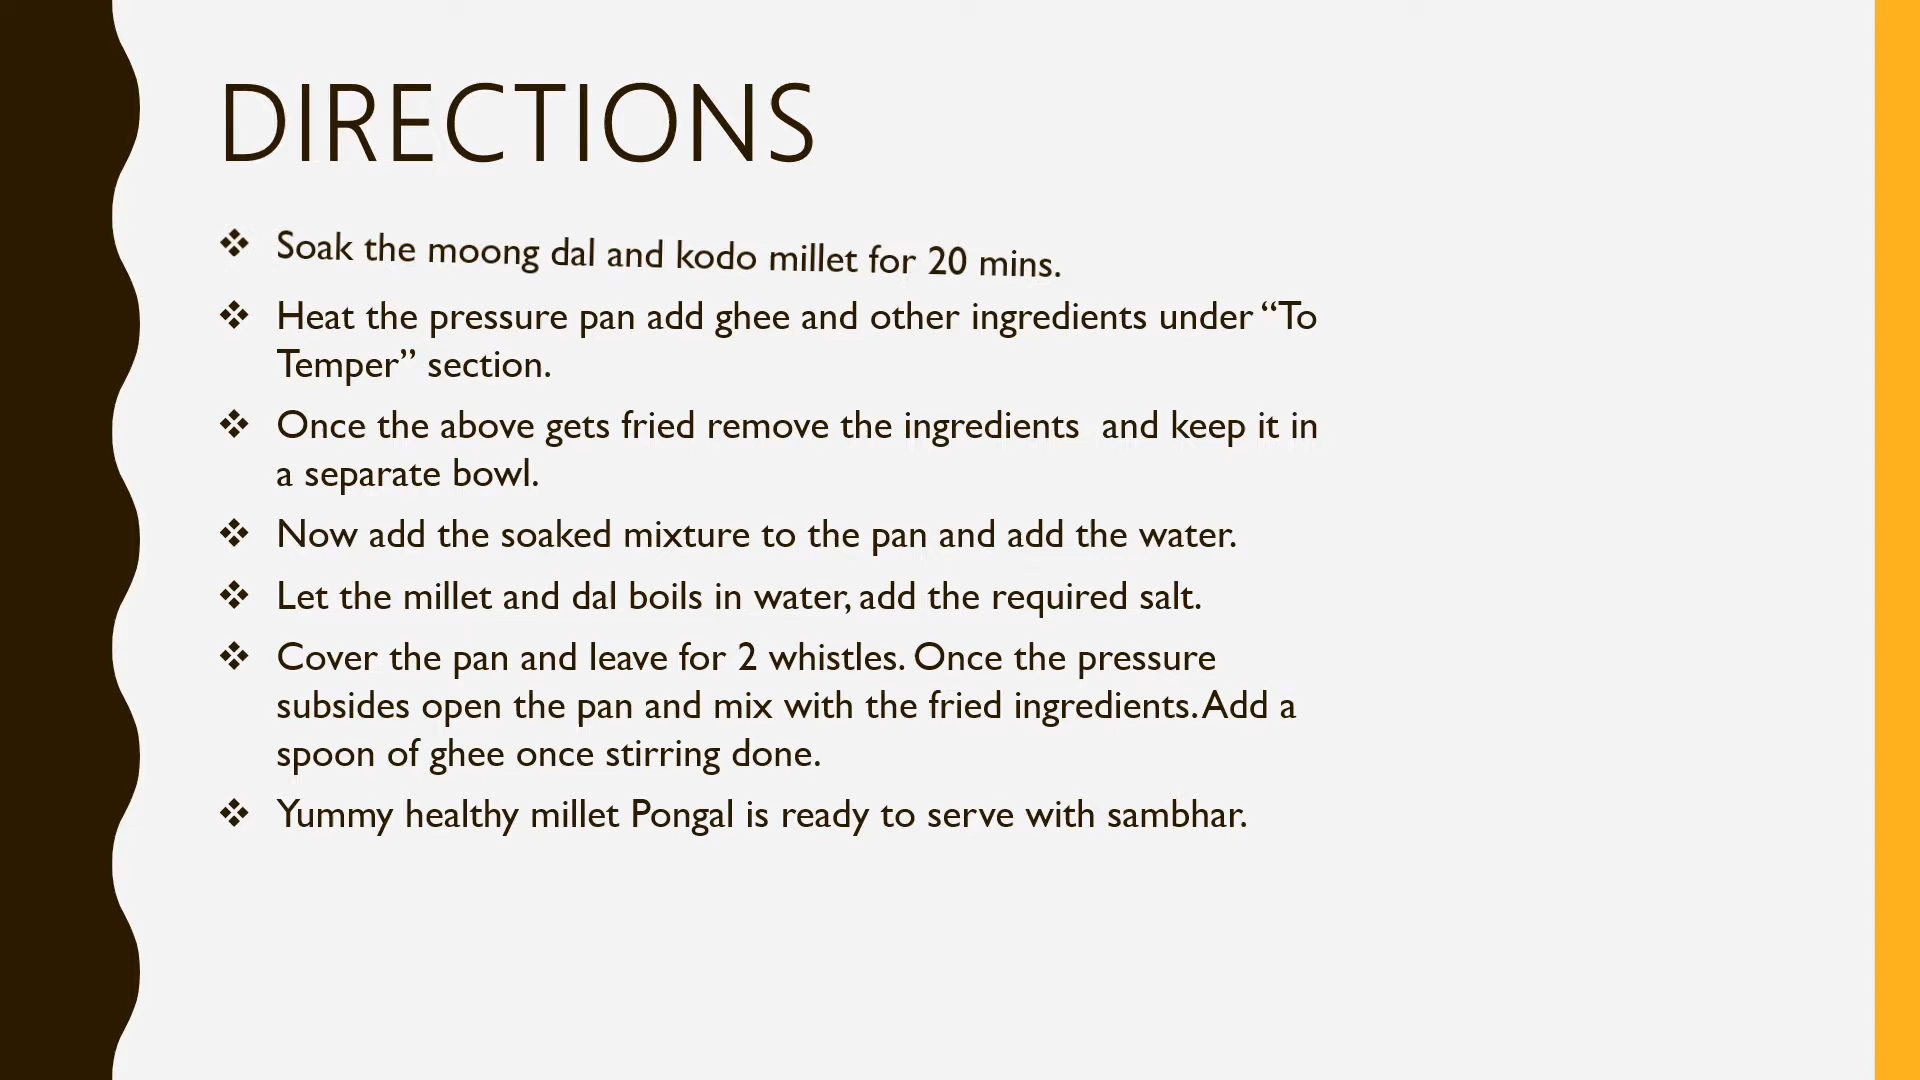 DIRECTIONS
❖ Soak the moong dal and kodo millet for 20 mins.
❖ Heat the pressure pan add ghee and other ingredients under “To
Temper” section.
❖ Once the above gets fried remove the ingredients  and keep it in
a separate bowl.
❖ Now add the soaked mixture to the pan and add the water.
❖ Let the millet and dal boils in water, add the required salt.
❖ Cover the pan and leave for 2 whistles. Once the pressure
subsides open the pan and mix with the fried ingredients. Add a
spoon of ghee once stirring done.
❖ Yummy healthy millet Pongal is ready to serve with sambhar.